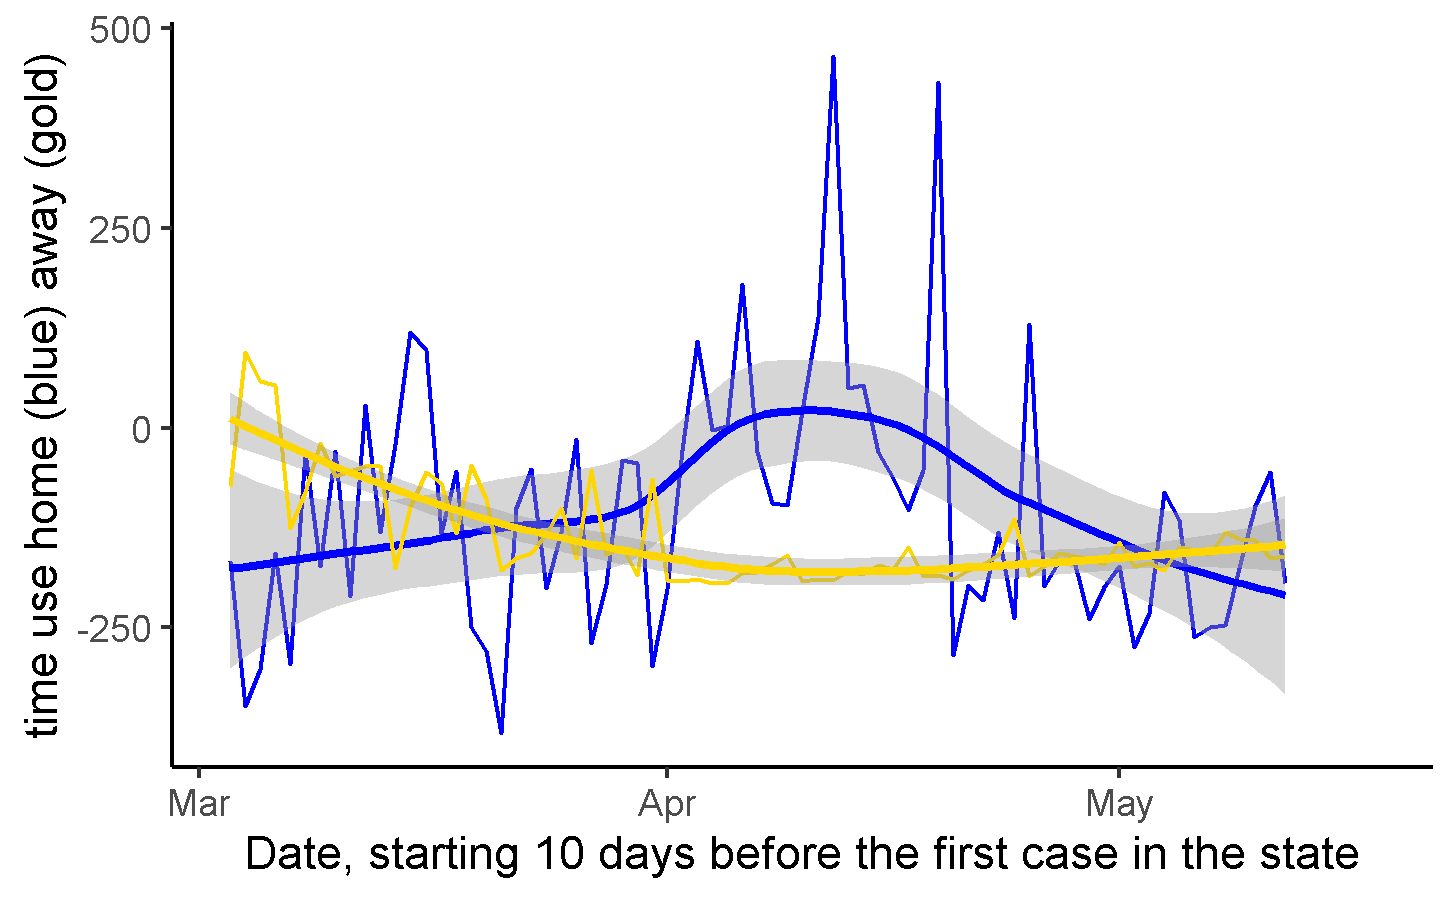 500
250
0
-250
time use home (blue) away (gold)
Mar
Apr
May
Date, starting 10 days before the first case in the state